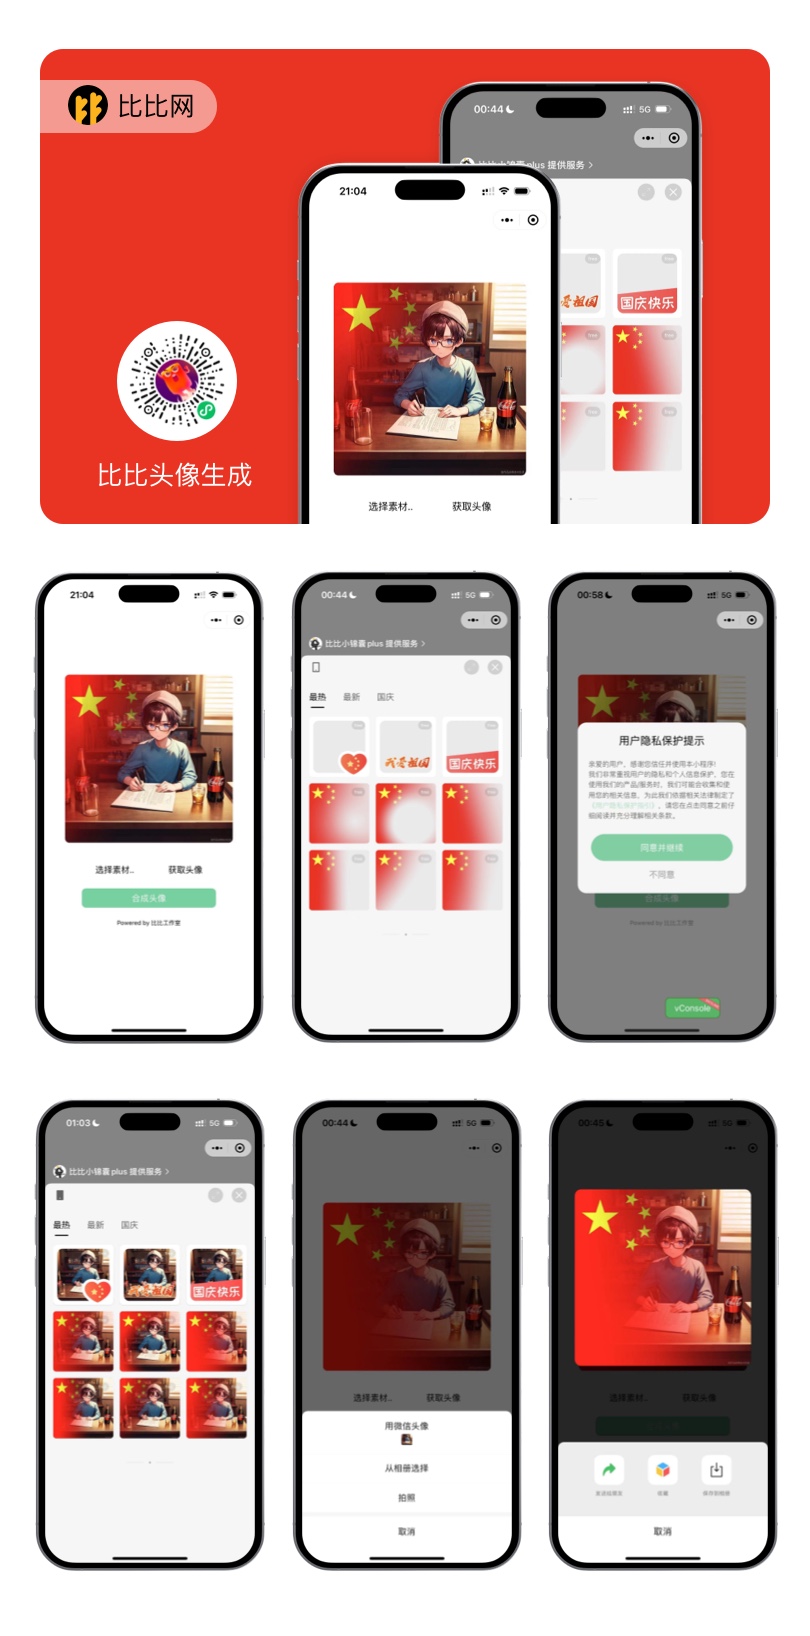 比比网
比比头像生成
00:44
5G
plus 提供服务
21:04
国庆快乐
选择素材..
获取头像
21:04
选择素材..
获取头像
合成头像
Powered by 比比工作室
00:44
5G
比比小锦囊plus 提供服务
最热
最新
国庆
我爱祖国
国庆快乐
00:58
5G
用户隐私保护提示
亲爱的用户，感谢您信任并使用本小程序!
我们非常重视用户的隐私和个人信息保护，您在
使用我们的产品/服务时，我们可能会收集和使
用您的相关信息。为此我们依据相关法律制定了
《用户隐私保护指引》，请您在点击同意之前仔
细阅读并充分理解相关条款。
同意并继续
不同意
合成头像
Powered by 比比工作室
vConsole
01:03
5G
比比小锦囊plus 提供服务
最热
最新
国庆
我爱祖国
国庆快乐
00:44
5G
选择素材..
获取头像
用微信头像
从相册选择
拍照
取消
00:45
5G
选择素材..
获取头像
发送给朋友
收藏
保存到相册
取消